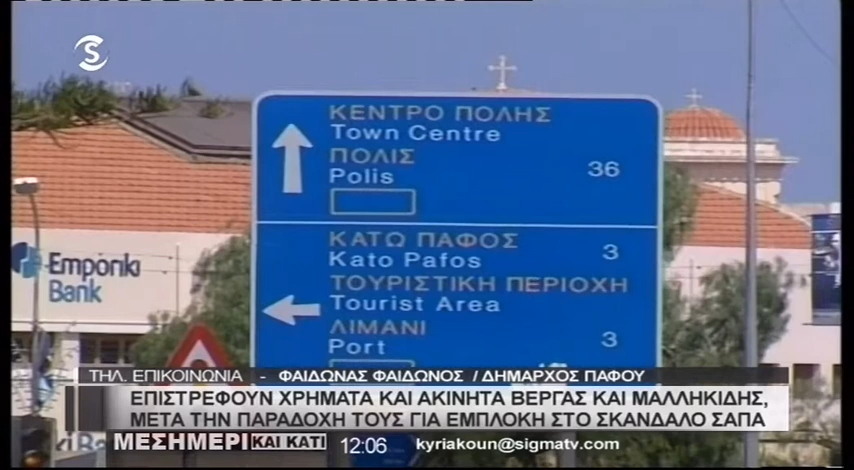 S
ΚΕΝΤΡΟ ΠΟΛΗΣ
Town Centre
ΠΟΛΙΣ
Polis 36
ΚΑΤΩ ΠΑΦΟΣ
Kato Pafos 3
ΤΟΥΡΙΣΤΙΚΗ ΠΕΡΙΟΧΗ
Tourist Area
ΛΙΜΑΝΙ
Port 3
Emporiki
Bank
ΤΗΛ. ΕΠΙΚΟΙΝΩΝΙΑ - ΦΑΙΔΩΝΑΣ ΦΑΙΔΩΝΟΣ / ΔΗΜΑΡΧΟΣ ΠΑΦΟΥ
ΕΠΙΣΤΡΕΦΟΥΝ ΧΡΗΜΑΤΑ ΚΑΙ ΑΚΙΝΗΤΑ ΒΕΡΓΑΣ ΚΑΙ ΜΑΛΛΗΚΙΔΗΣ,
ΜΕΤΑ ΤΗΝ ΠΑΡΑΔΟΧΗ ΤΟΥΣ ΓΙΑ ΕΜΠΛΟΚΗ ΣΤΟ ΣΚΑΝΔΑΛΟ ΣΑΠΑ
ΜΕΣΗΜΕΡΙ ΚΑΙ ΚΑΤΙ 12:06 kyriakoun@sigmatv.com